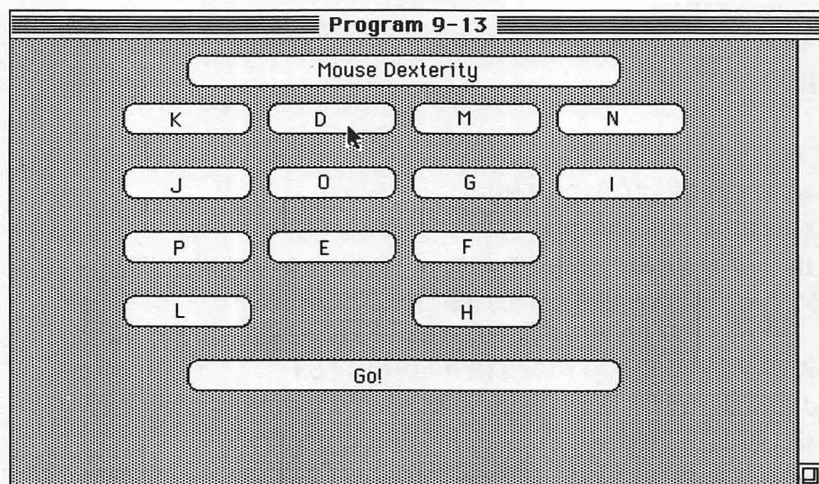 Program 9-13
Mouse Dexterity
K D M N
J O G I
P E F
L H
Go!